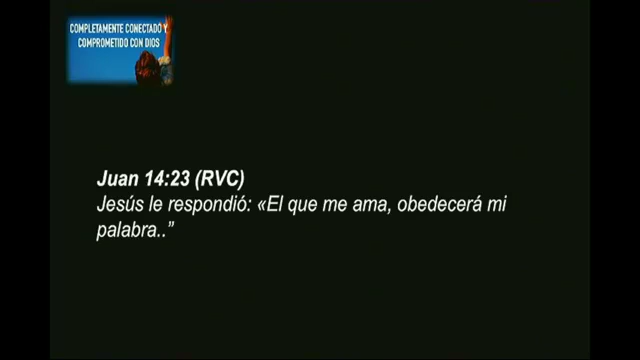 COMPLETAMENTE CONECTADO Y
COMPROMETIDO CON DIOS
Juan 14:23 (RVC)
Jesús le respondió: «El que me ama, obedecerá mi
palabra..”